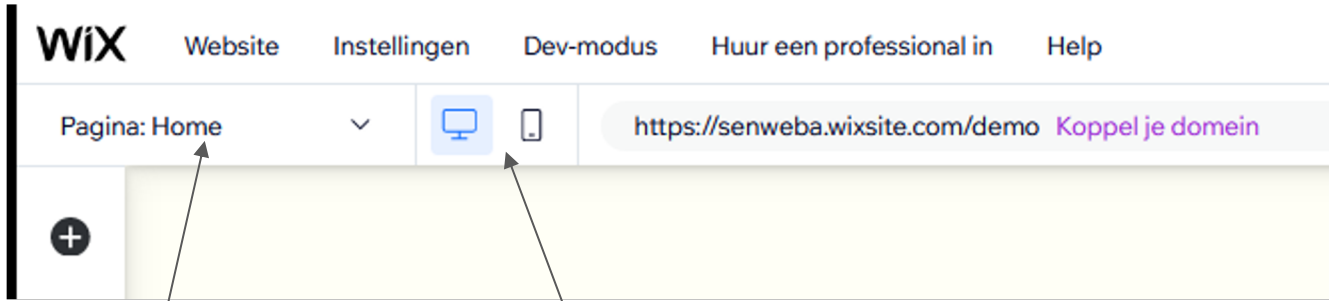 WiX Website Instellingen Dev-modus Huur een professional in Help
Pagina: Home https://senweba.wixsite.com/demo Koppel je domein